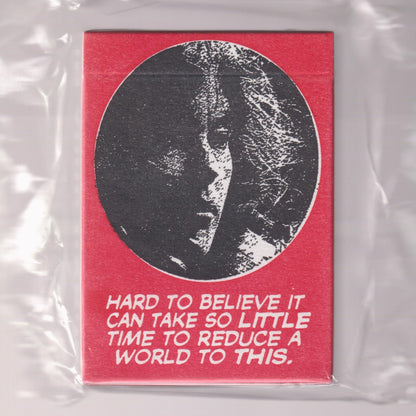 HARD TO BELIEVE IT
CAN TAKE SO LITTLE
TIME TO REDUCE A
WORLD TO THIS.